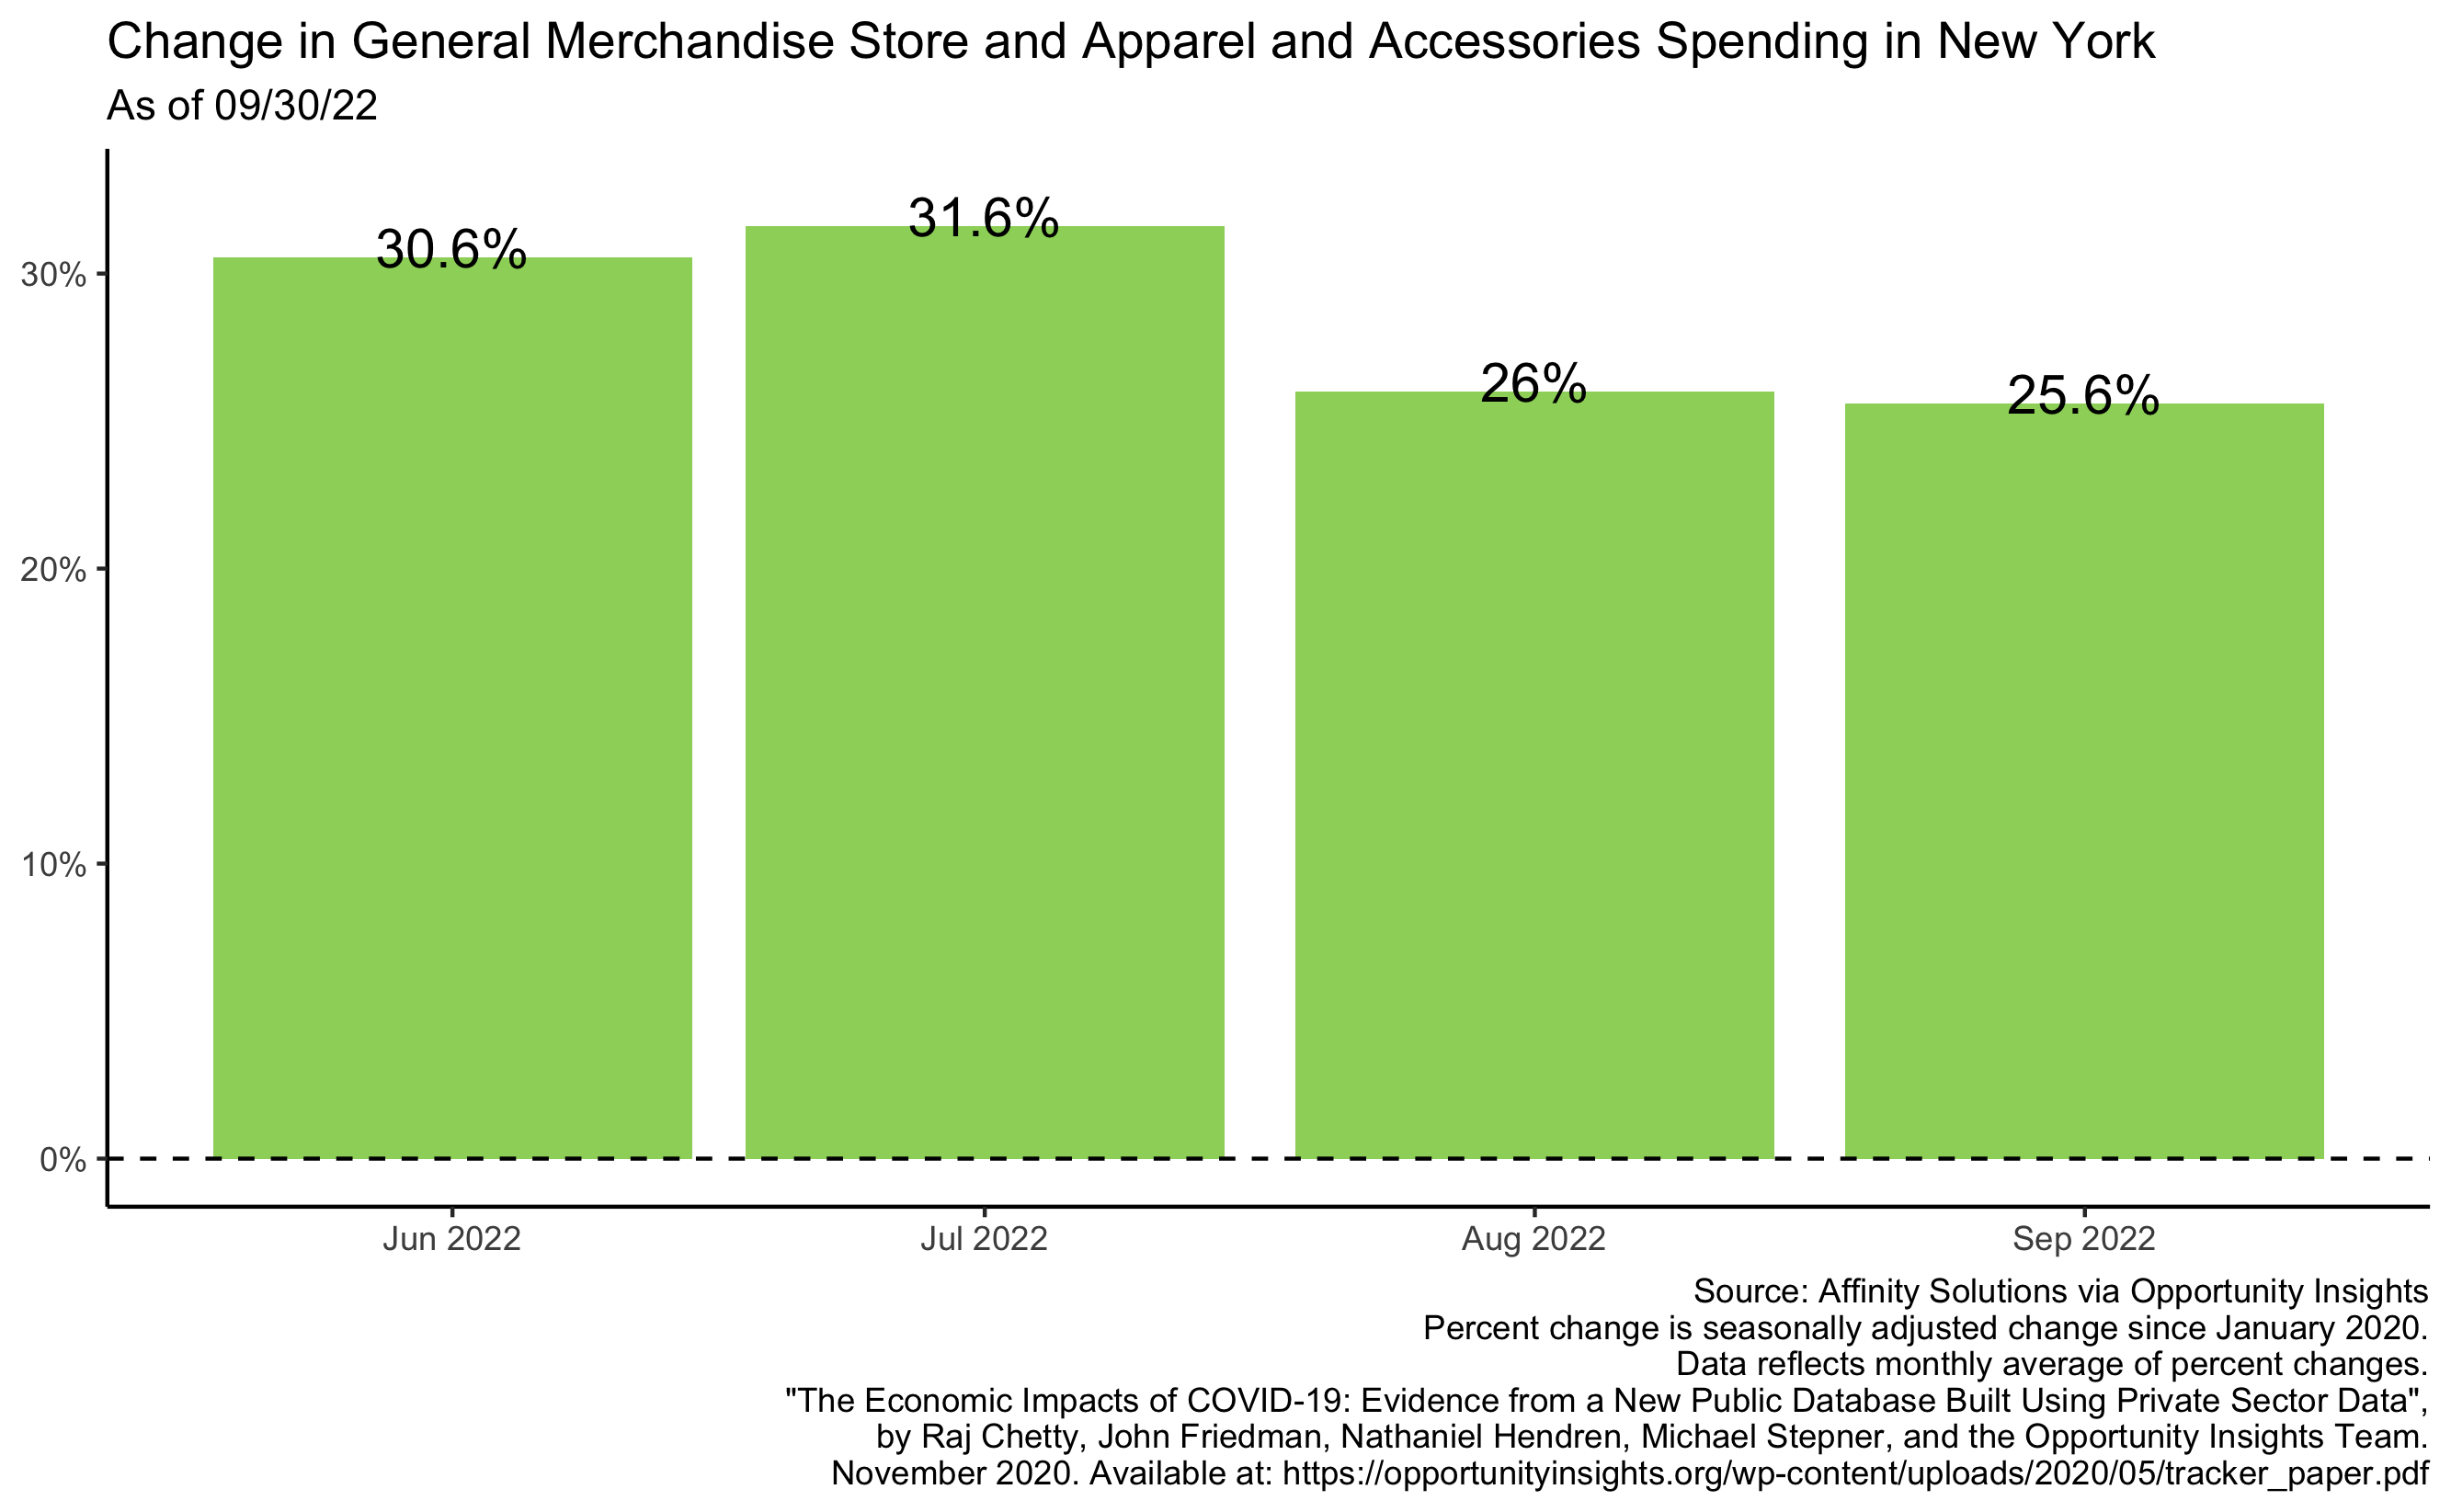 Change in General Merchandise Store and Apparel and Accessories Spending in New York
As of 09/30/22
30.6%
31.6%
26%
25.6%
30%
20%
10%
0%
Jun 2022
Jul 2022
Aug 2022
Sep 2022
Source: Affinity Solutions via Opportunity Insights
Percent change is seasonally adjusted change since January 2020.
Data reflects monthly average of percent changes.
"The Economic Impacts of COVID-19: Evidence from a New Public Database Built Using Private Sector Data",
by Raj Chetty, John Friedman, Nathaniel Hendren, Michael Stepner, and the Opportunity Insights Team.
November 2020. Available at: https://opportunityinsights.org/wp-content/uploads/2020/05/tracker_paper.pdf